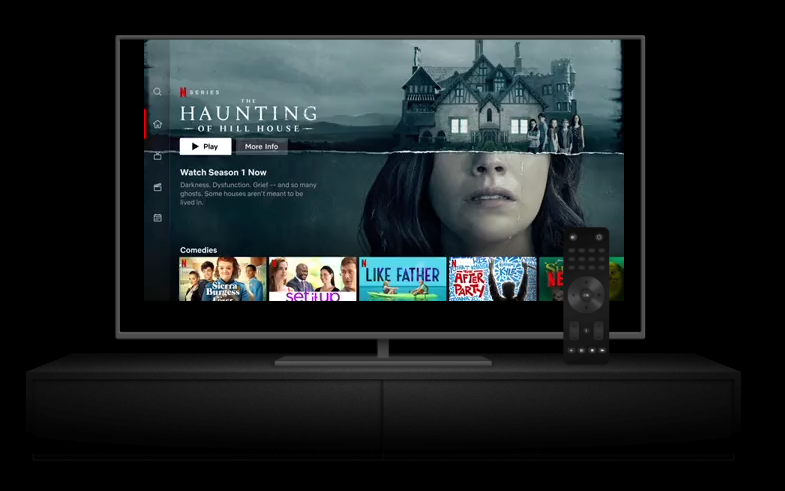 N SERIES
THE
HAUNTING
OF HILL HOUSE
Play More Info
Watch Season 1 Now
Darkness. Dysfunction. Grief -- and so many
ghosts. Some houses aren't meant to be
lived in.
Comedies
Sierra
Burgess
set it up
LIKE FATHER
THE AFTER
PARTY